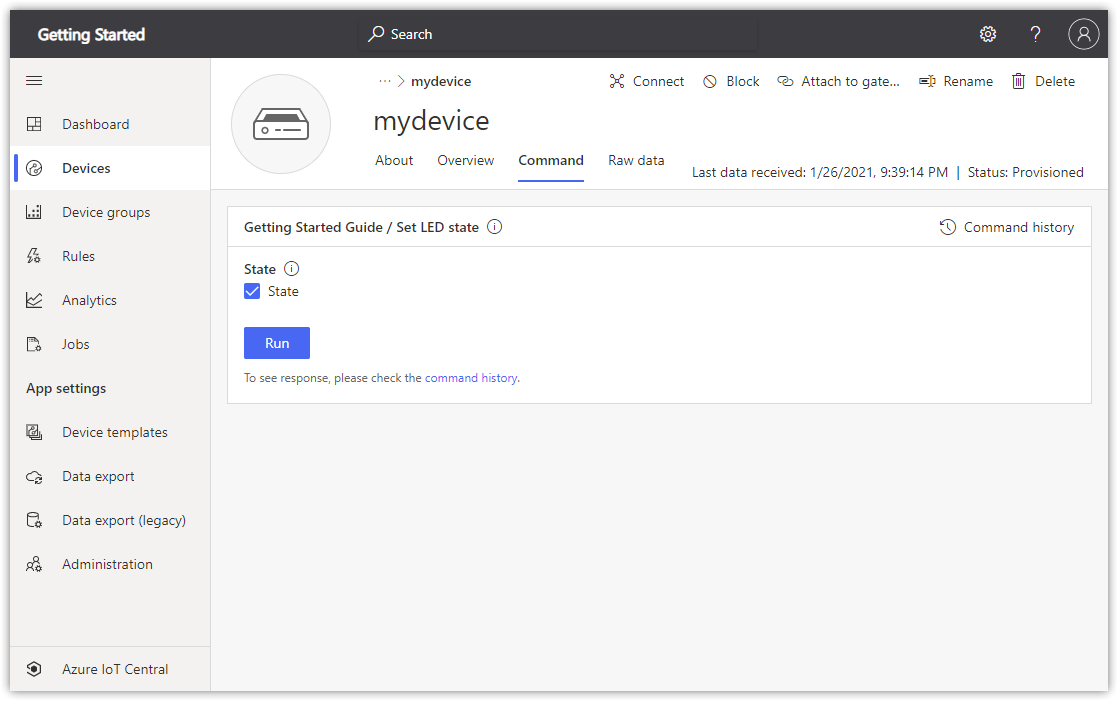 Getting Started
Search
?
Dashboard
Devices
Device groups
Rules
Analytics
Jobs
App settings
Device templates
Data export
Data export (legacy)
Administration
Azure IoT Central
··· > mydevice
Connect
Block
Attach to gate...
Rename
Delete
mydevice
About
Overview
Command
Raw data
Last data received: 1/26/2021, 9:39:14 PM | Status: Provisioned
Getting Started Guide / Set LED state
Command history
State
State
Run
To see response, please check the command history.